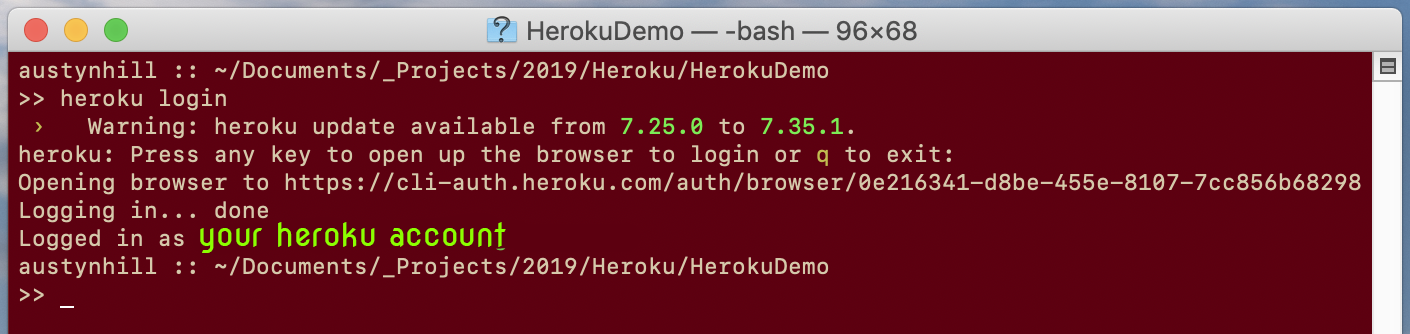 HerokuDemo — -bash — 96×68
austynhill :: ~/Documents/_Projects/2019/Heroku/HerokuDemo
>> heroku login
 ›   Warning: heroku update available from 7.25.0 to 7.35.1.
heroku: Press any key to open up the browser to login or q to exit:
Opening browser to https://cli-auth.heroku.com/auth/browser/0e216341-d8be-455e-8107-7cc856b68298
Logging in... done
Logged in as your heroku account
austynhill :: ~/Documents/_Projects/2019/Heroku/HerokuDemo
>> _